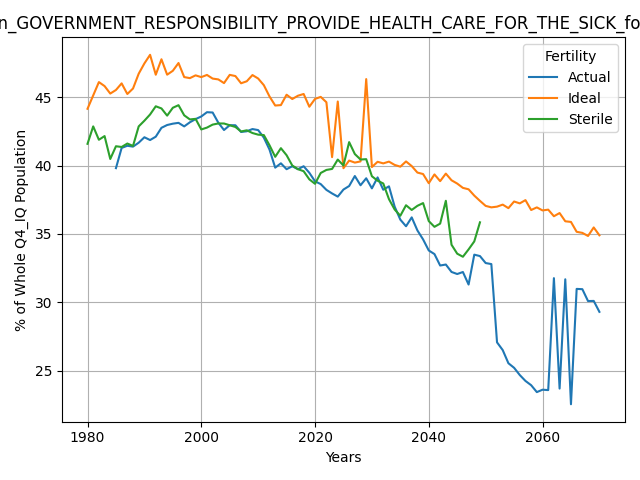 n_GOVERNMENT_RESPONSIBILITY_PROVIDE_HEALTH_CARE_FOR_THE_SICK_fo
Fertility
Actual
Ideal
Sterile
% of Whole Q4_IQ Population
45
40
35
30
25
1980
2000
2020
2040
2060
Years